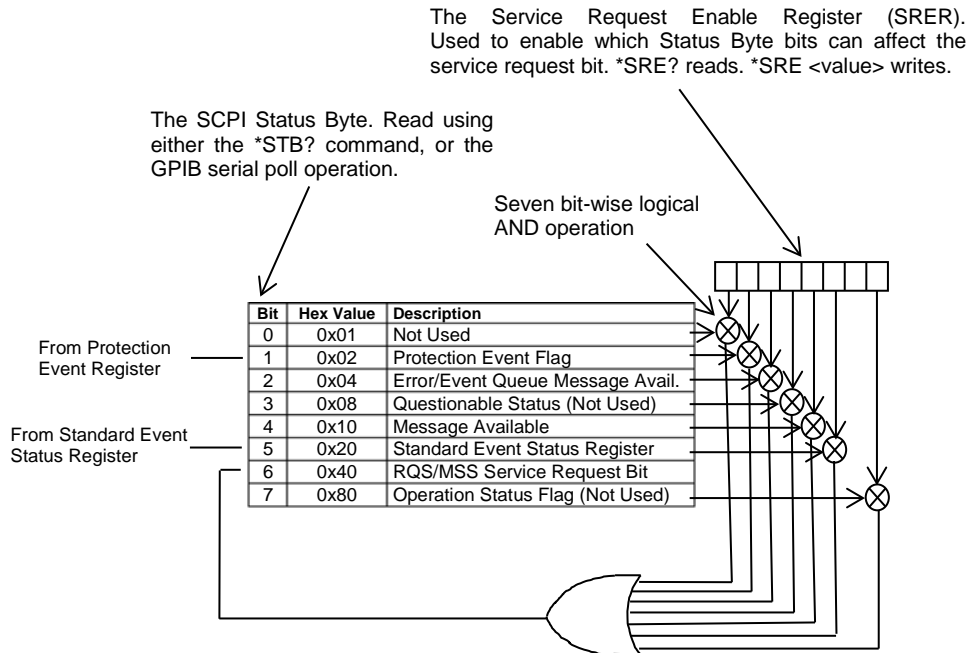 The Service Request Enable Register (SRER).
Used to enable which Status Byte bits can affect the
service request bit. *SRE? reads. *SRE <value> writes.
The SCPI Status Byte. Read using
either the *STB? command, or the
GPIB serial poll operation.
Seven bit-wise logical
AND operation
Bit Hex Value Description
0 0x01 Not Used
1 0x02 Protection Event Flag
2 0x04 Error/Event Queue Message Avail.
3 0x08 Questionable Status (Not Used)
4 0x10 Message Available
5 0x20 Standard Event Status Register
6 0x40 RQS/MSS Service Request Bit
7 0x80 Operation Status Flag (Not Used)
From Protection
Event Register
From Standard Event
Status Register